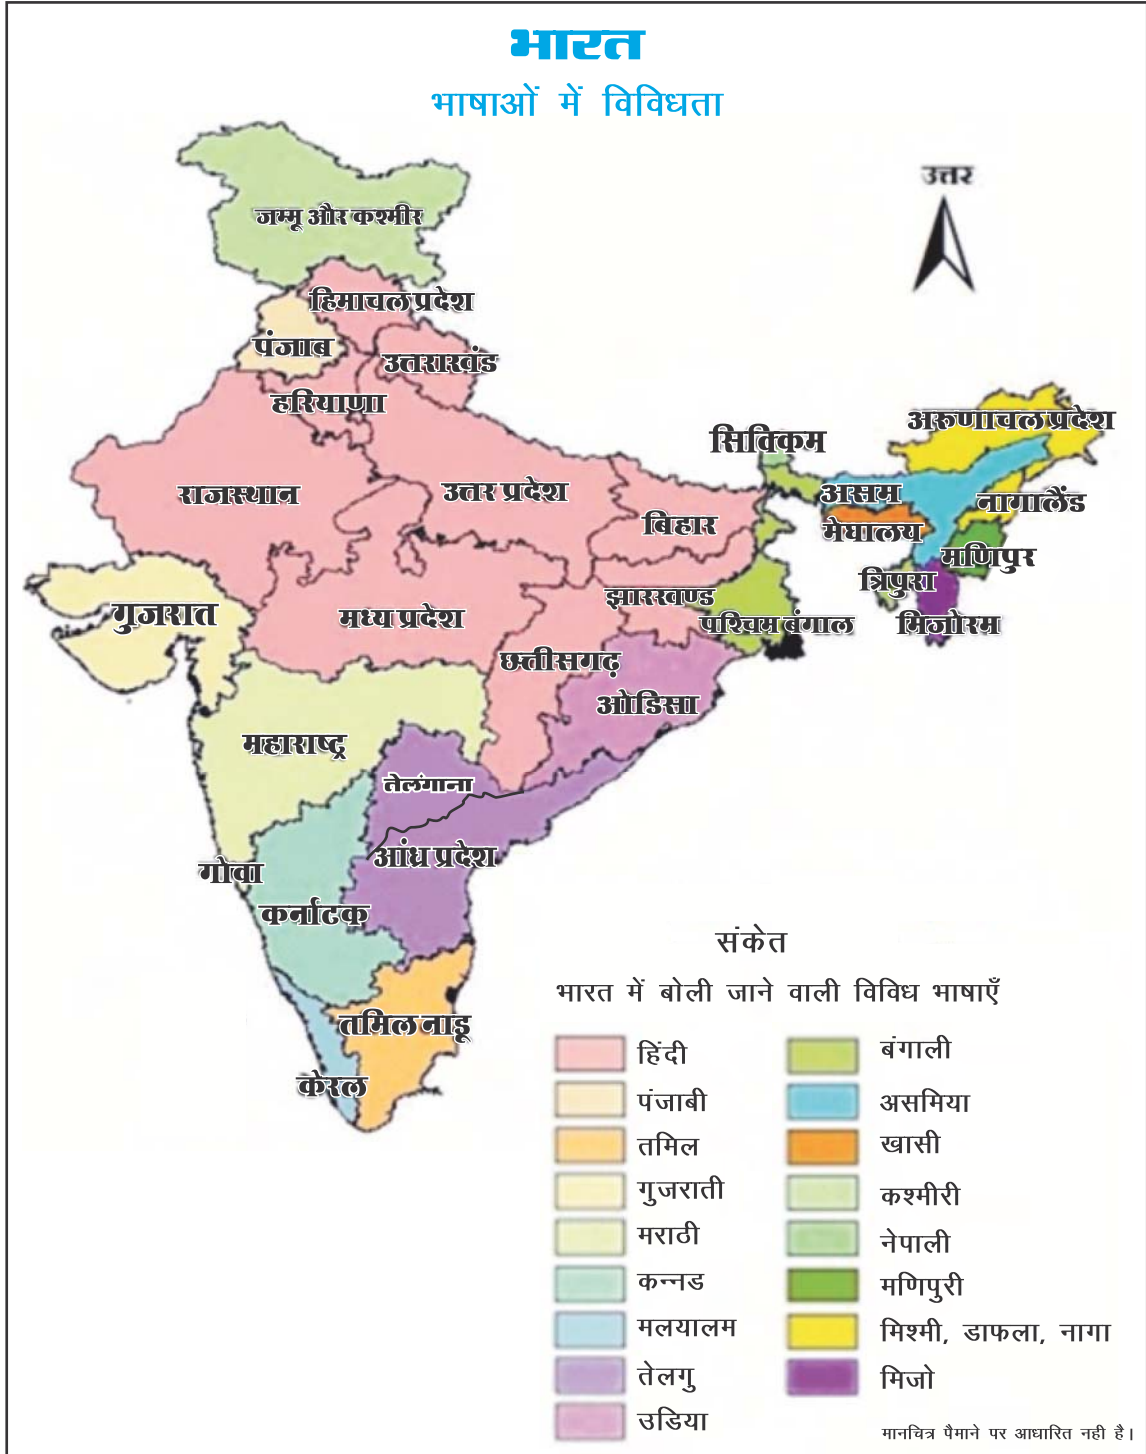 भारत
भाषाओं में विविधता
उत्तर
जम्मू और कश्मीर
हिमाचल प्रदेश
पंजाब
उत्तराखंड
हरियाणा
अरूणाचल प्रदेश
सिक्किम
राजस्थान
उत्तर प्रदेश
असम
नागालैंड
बिहार
मेघालय
मणिपुर
त्रिपुरा
झारखण्ड
गुजरात
मध्य प्रदेश
पश्चिम बंगाल
मिजोरम
छत्तीसगढ़
ओडिसा
महाराष्ट्र
तेलंगाना
आंध्र प्रदेश
गोवा
कर्नाटक
तमिल नाडू
केरल
संकेत
भारत में बोली जाने वाली विविध भाषाएँ
हिंदी
पंजाबी
तमिल
गुजराती
मराठी
कन्नड
मलयालम
तेलगु
उडिया
बंगाली
असमिया
खासी
कश्मीरी
नेपाली
मणिपुरी
मिश्मी, डाफला, नागा
मिजो
मानचित्र पैमाने पर आधारित नही है।